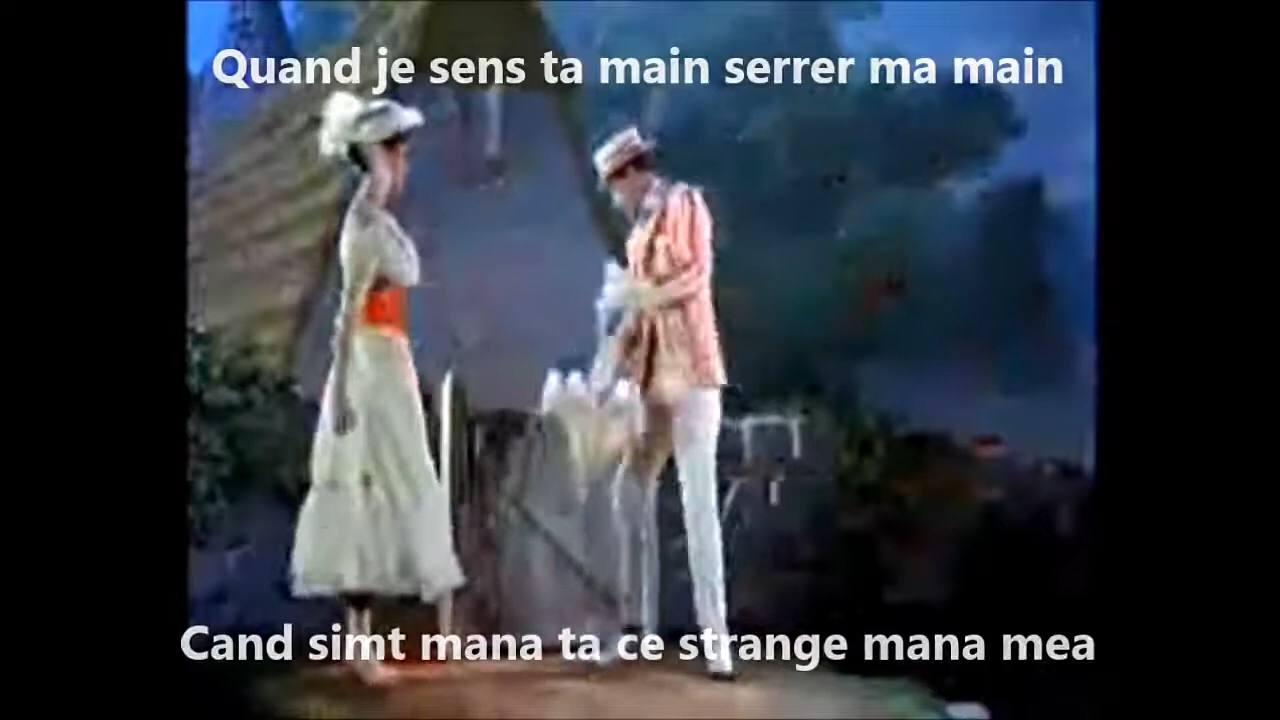 Quand je sens ta main serrer ma main
Cand simt mana ta ce strange mana mea